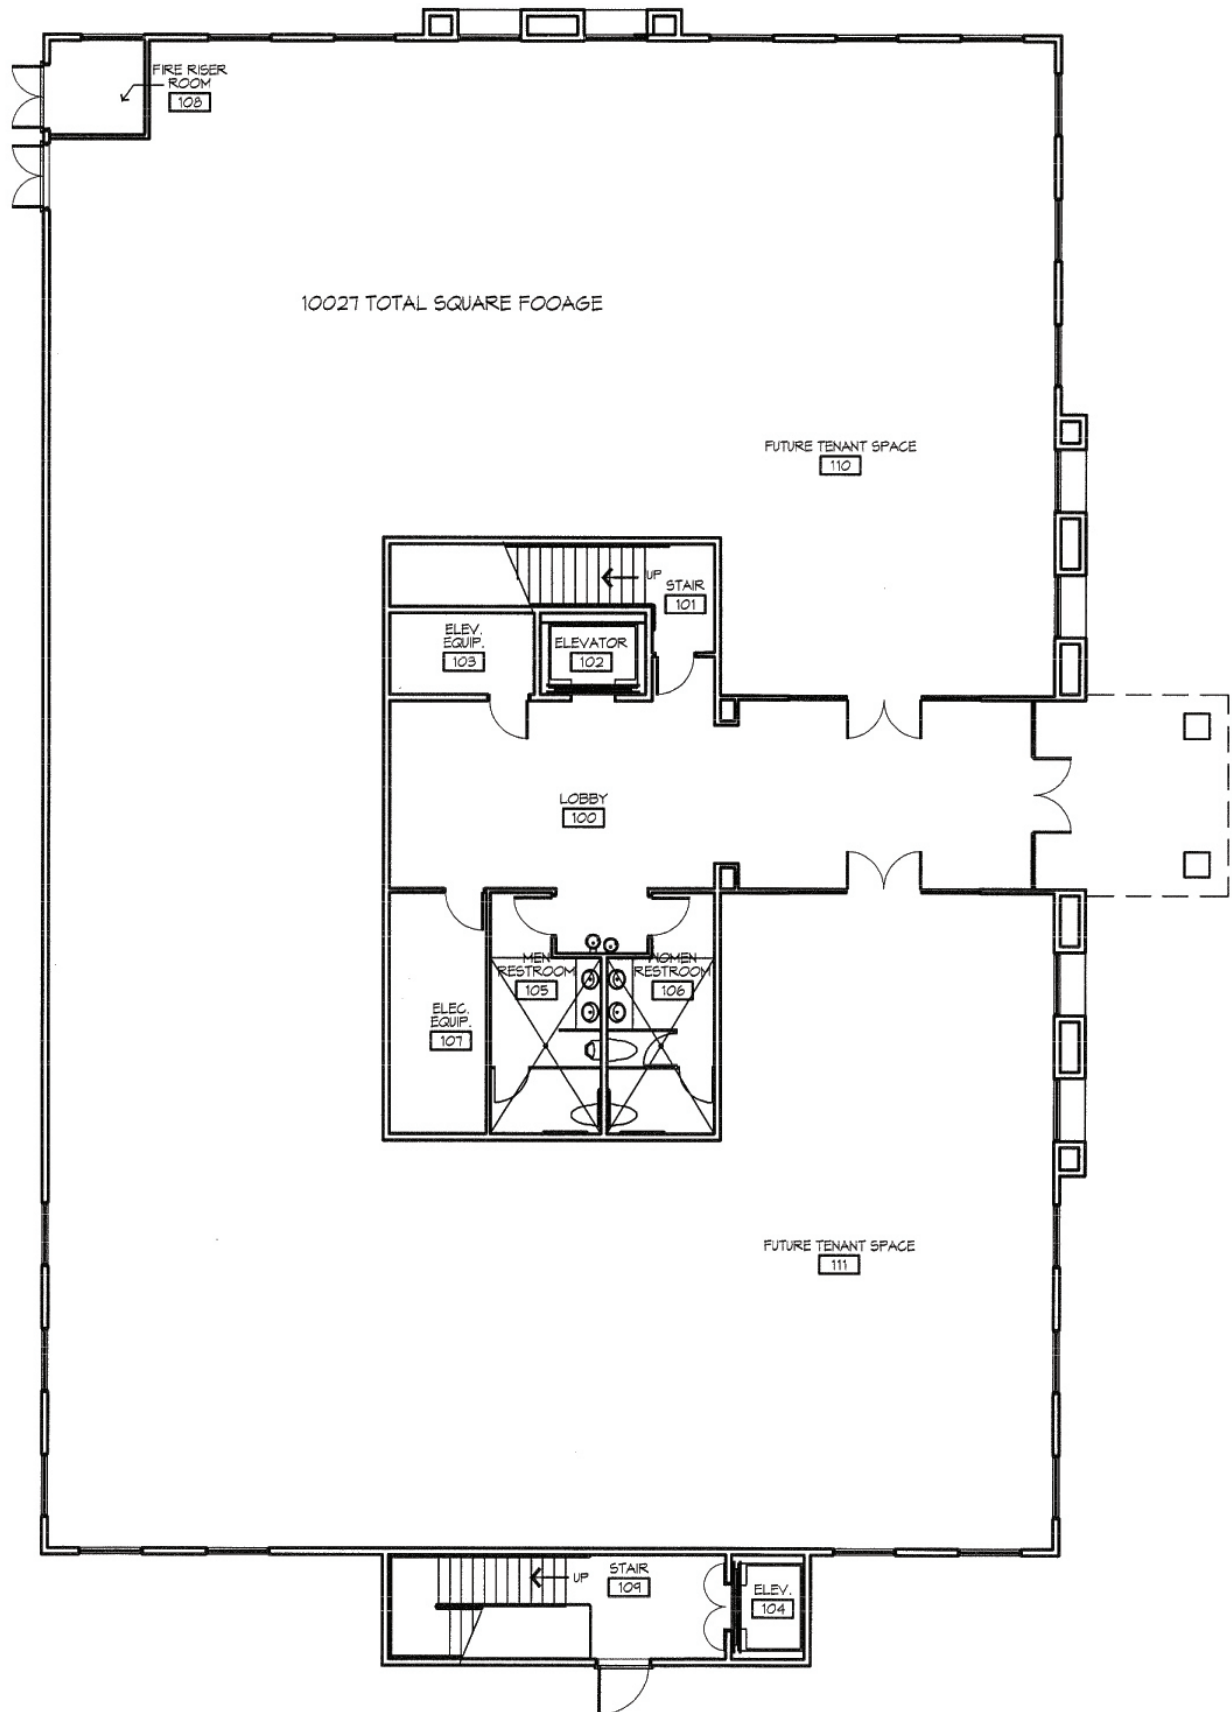 FIRE RISER
ROOM
108
10027 TOTAL SQUARE FOOAGE
FUTURE TENANT SPACE
110
UP
STAIR
101
ELEV.
EQUIP.
103
ELEVATOR
102
LOBBY
100
MEN
RESTROOM
105
WOMEN
RESTROOM
106
ELEC.
EQUIP.
107
FUTURE TENANT SPACE
111
UP
STAIR
109
ELEV.
104